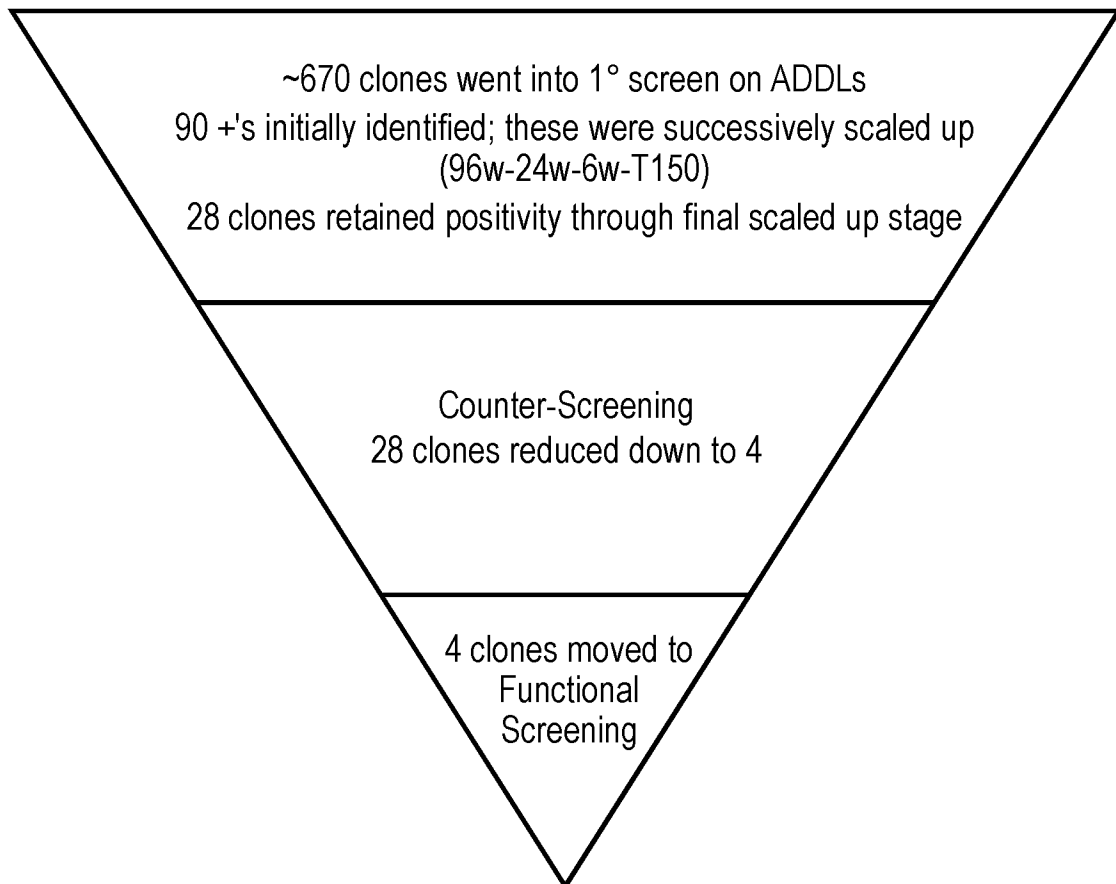 ~670 clones went into 1° screen on ADDLs
90 +'s initially identified; these were successively scaled up
(96w-24w-6w-T150)
28 clones retained positivity through final scaled up stage
Counter-Screening
28 clones reduced down to 4
4 clones moved to
Functional
Screening